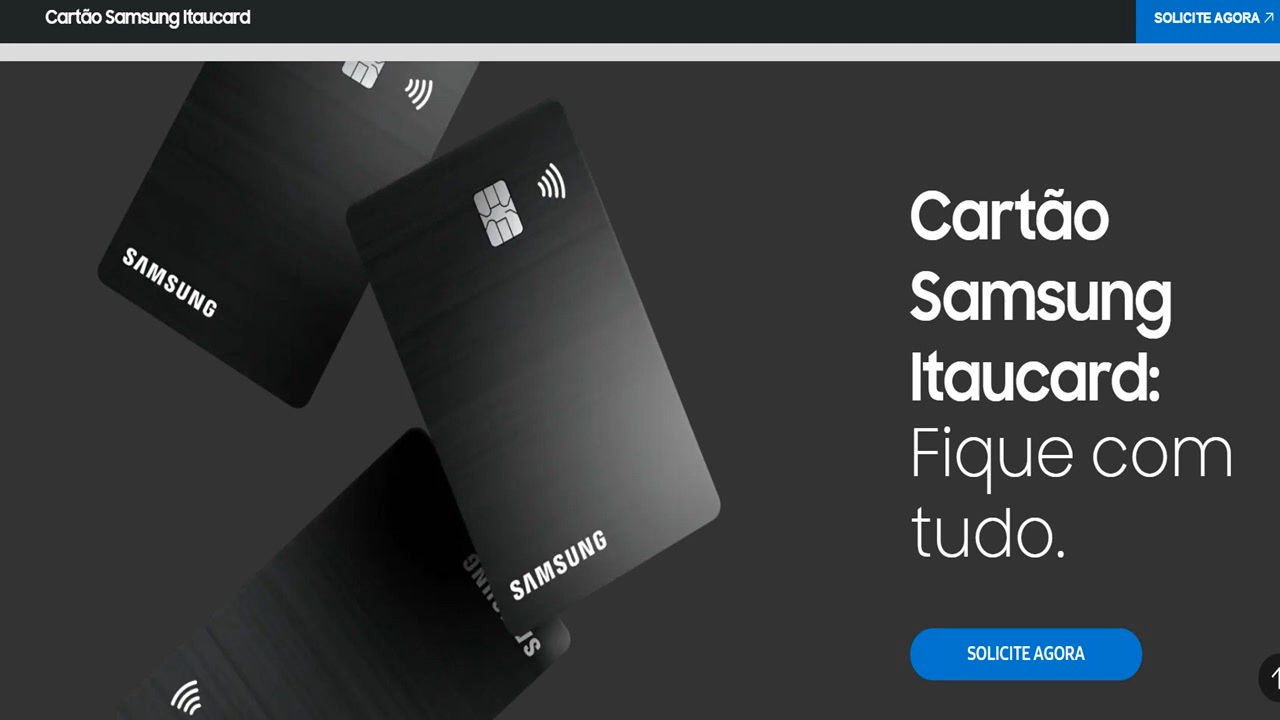 Cartão Samsung Itaucard
SOLICITE AGORA
SAMSUNG
SAMSUNG
SAMSUNG
Cartão
Samsung
Itaucard:
Fique com
tudo.
SOLICITE AGORA